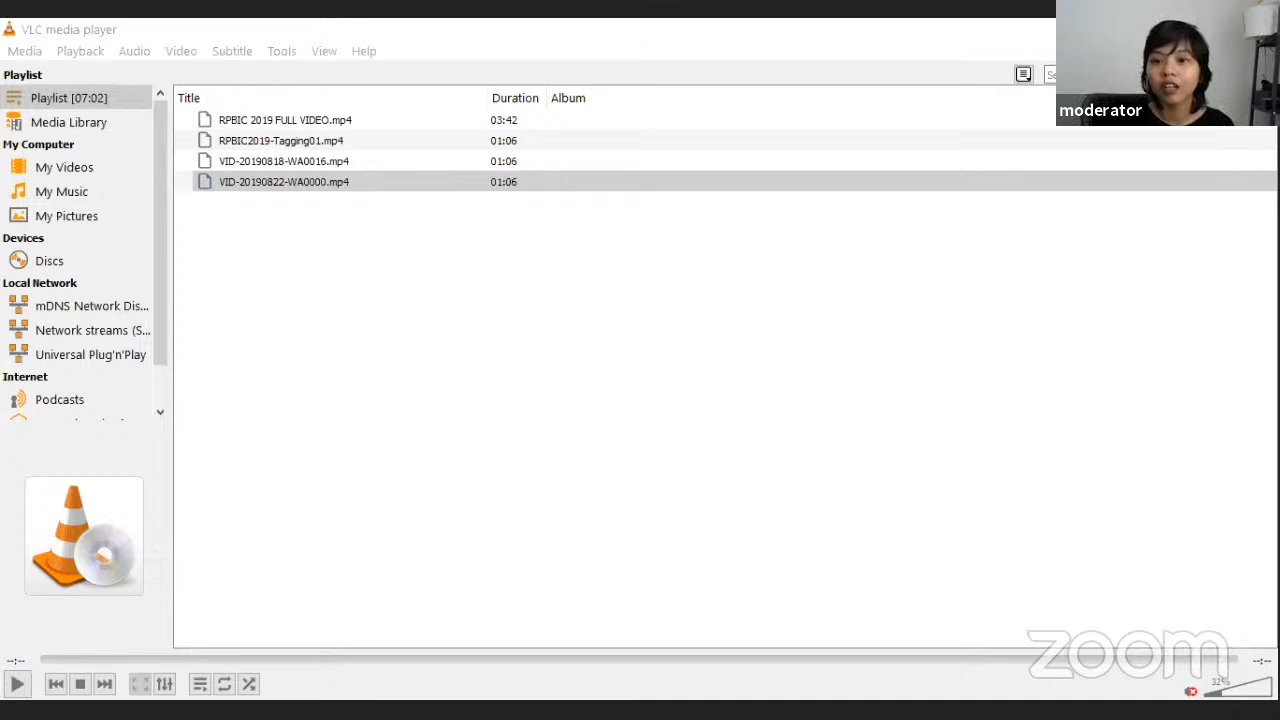 VLC media player
Media Playback Audio Video Subtitle Tools View Help
Playlist
Playlist [07:02]
Media Library
My Computer
My Videos
My Music
My Pictures
Devices
Discs
Local Network
mDNS Network Dis...
Network streams (S...
Universal Plug'n'Play
Internet
Podcasts
Title Duration Album
RPBIC 2019 FULL VIDEO.mp4 03:42
RPBIC2019-Tagging01.mp4 01:06
VID-20190818-WA0016.mp4 01:06
VID-20190822-WA0000.mp4 01:06
Se
moderator
zoom
--:-- --:--
32%